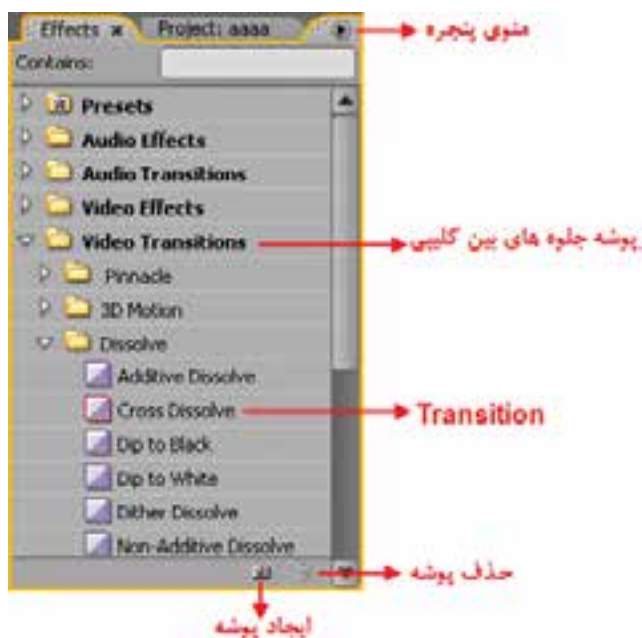 Effects x Project: aaaa منوی پنجره
Contains:
Presets
Audio Effects
Audio Transitions
Video Effects
Video Transitions پوشه جلوه های بین کلیپی
Pinnacle
3D Motion
Dissolve
Additive Dissolve
Cross Dissolve Transition
Dip to Black
Dip to White
Dither Dissolve
Non-Additive Dissolve
حذف پوشه
ایجاد پوشه